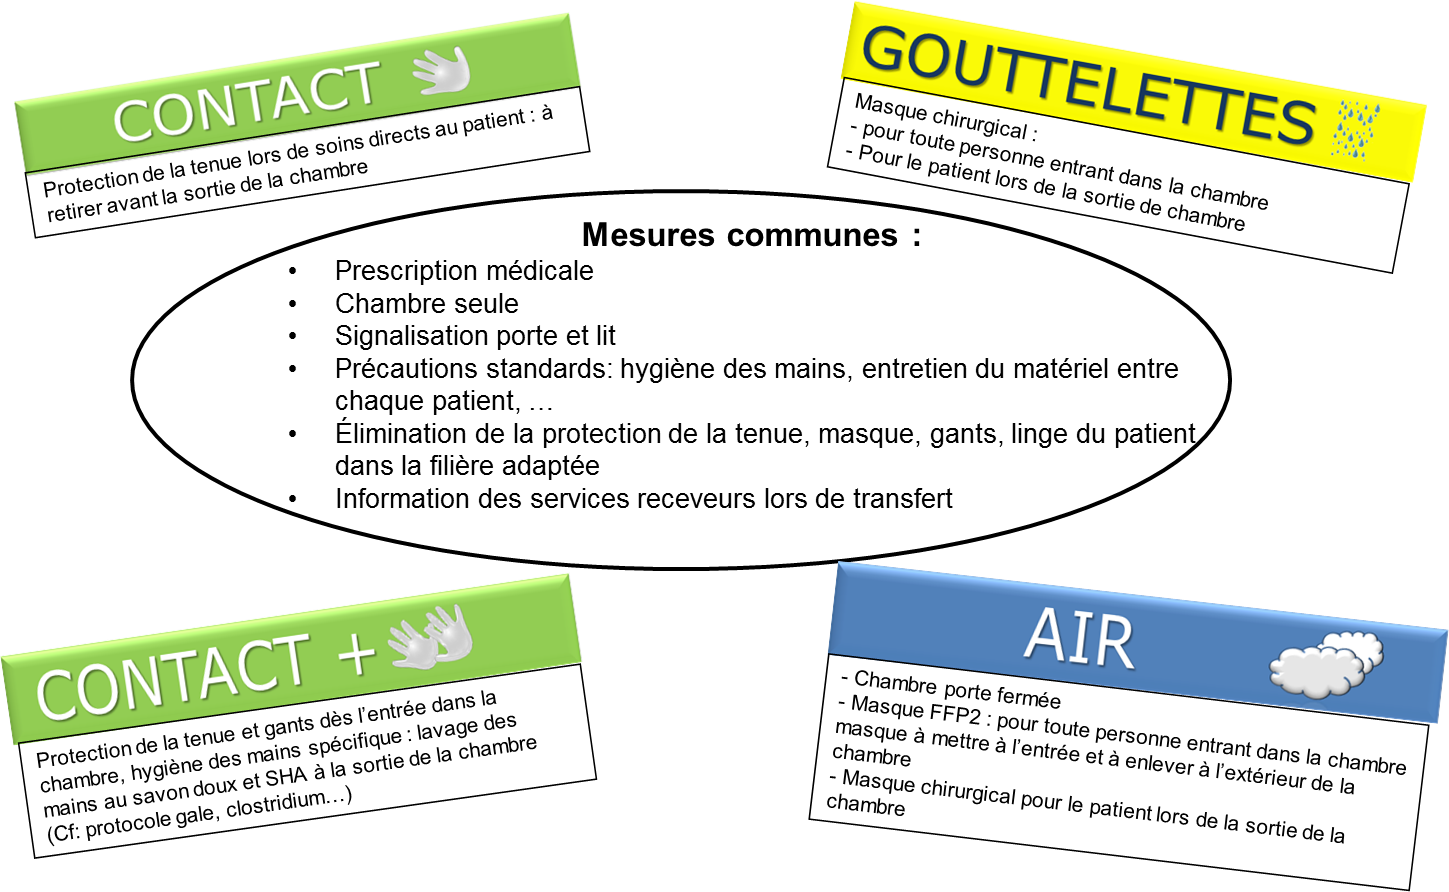 CONTACT
Protection de la tenue lors de soins directs au patient : à
retirer avant la sortie de la chambre
GOUTTELETTES
Masque chirurgical :
- pour toute personne entrant dans la chambre
- Pour le patient lors de la sortie de chambre
Mesures communes :
• Prescription médicale
• Chambre seule
• Signalisation porte et lit
• Précautions standards: hygiène des mains, entretien du matériel entre
chaque patient, …
• Élimination de la protection de la tenue, masque, gants, linge du patient
dans la filière adaptée
• Information des services receveurs lors de transfert
CONTACT +
Protection de la tenue et gants dès l’entrée dans la
chambre, hygiène des mains spécifique : lavage des
mains au savon doux et SHA à la sortie de la chambre
(Cf: protocole gale, clostridium…)
AIR
- Chambre porte fermée
- Masque FFP2 : pour toute personne entrant dans la chambre
masque à mettre à l’entrée et à enlever à l’extérieur de la
chambre
- Masque chirurgical pour le patient lors de la sortie de la
chambre